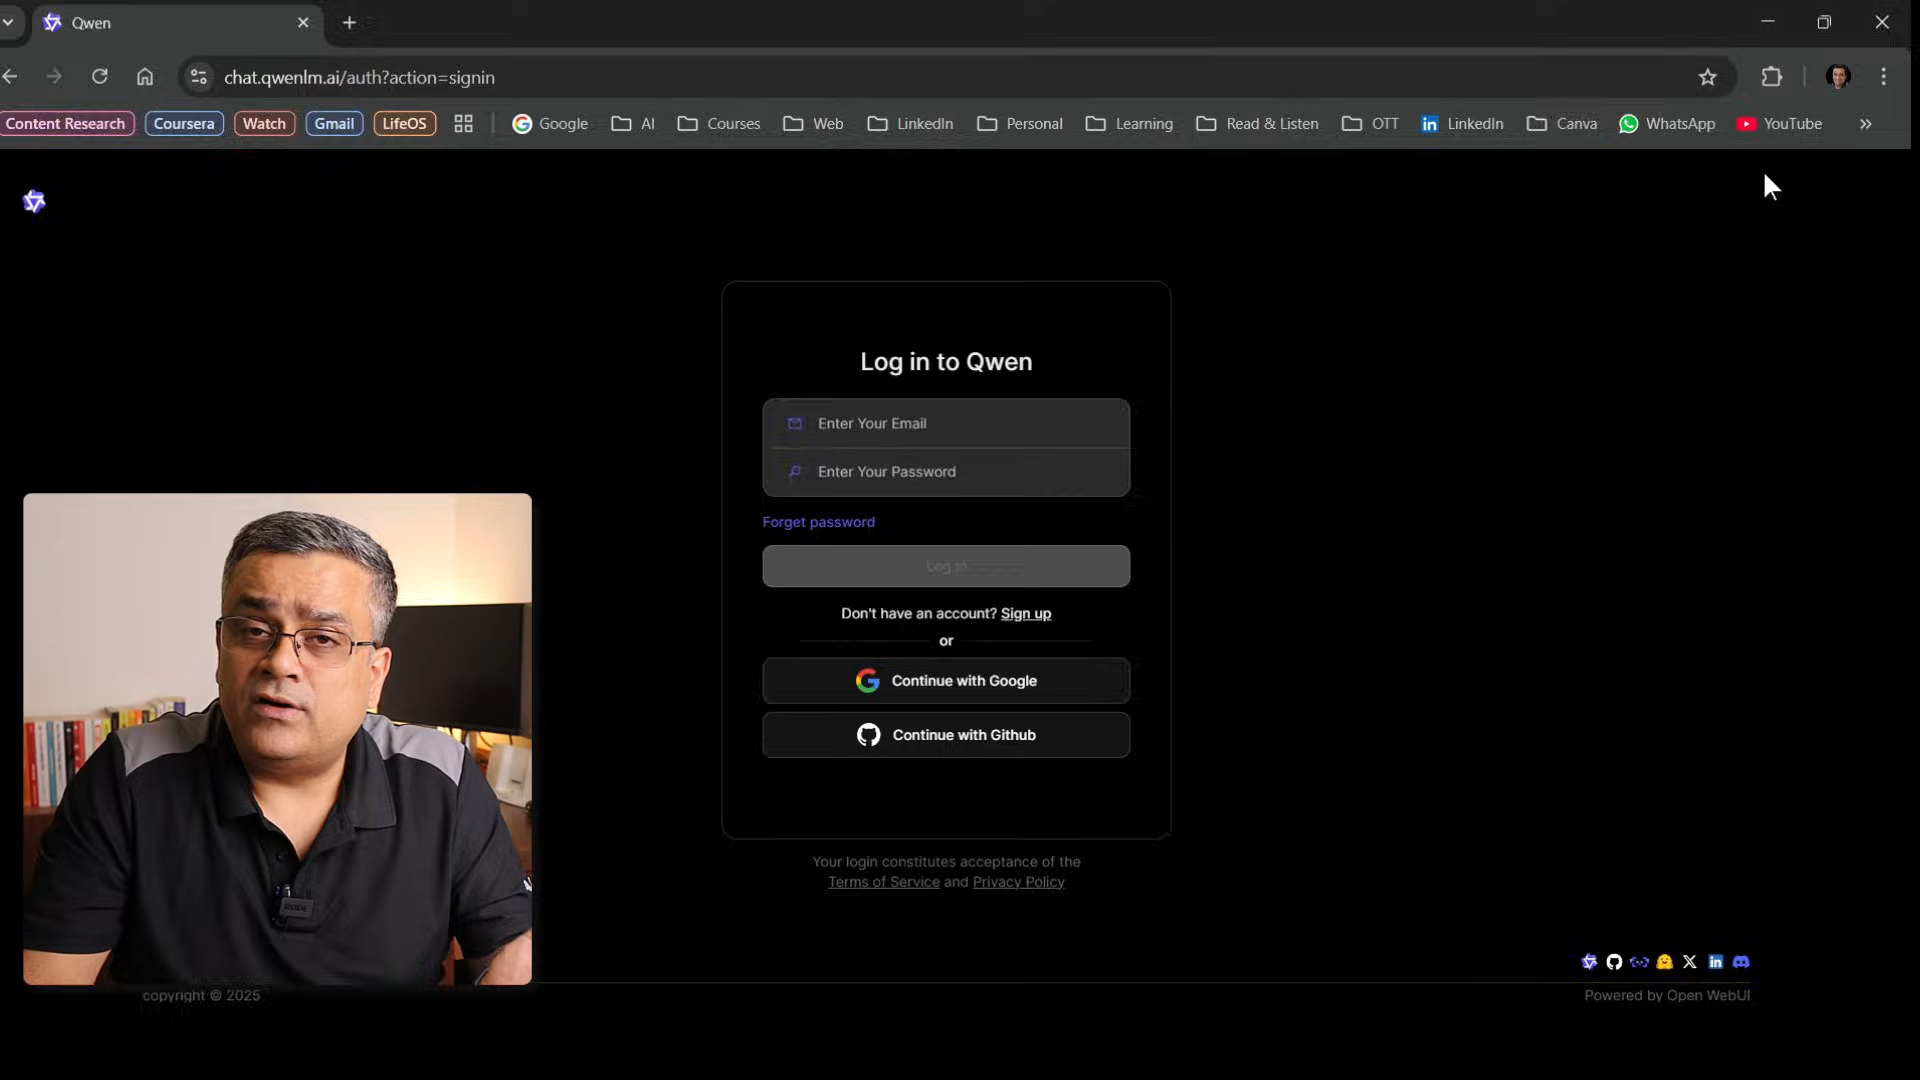 Qwen
chat.qwenlm.ai/auth?action=signin
Content Research
Coursera
Watch
Gmail
LifeOS
Google
AI
Courses
Web
LinkedIn
Personal
Learning
Read & Listen
OTT
LinkedIn
Canva
WhatsApp
YouTube
Log in to Qwen
Enter Your Email
Enter Your Password
Forget password
Log in
Don't have an account? Sign up
or
Continue with Google
Continue with Github
Your login constitutes acceptance of the
Terms of Service and Privacy Policy
copyright © 2025
Powered by Open WebUI